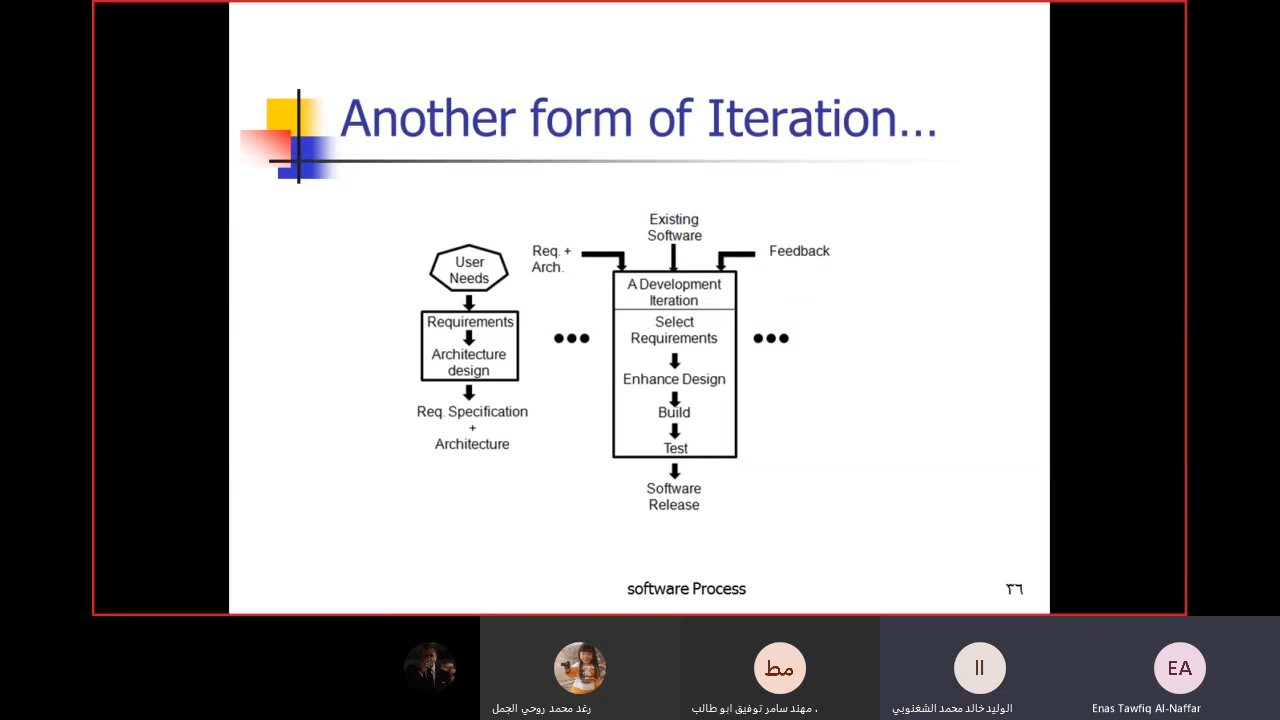 Another form of Iteration...
User
Needs
Requirements
Architecture
design
Req. Specification
+
Architecture
Req. +
Arch.
Existing
Software
Feedback
A Development
Iteration
Select
Requirements
Enhance Design
Build
Test
Software
Release
software Process
٣٦
مط
اا
EA
رغد محمد روحي الجمل
مهند سامر توفيق ابو طالب .
الوليدخالد محمد الشغنوبي
Enas Tawfiq Al-Naffar